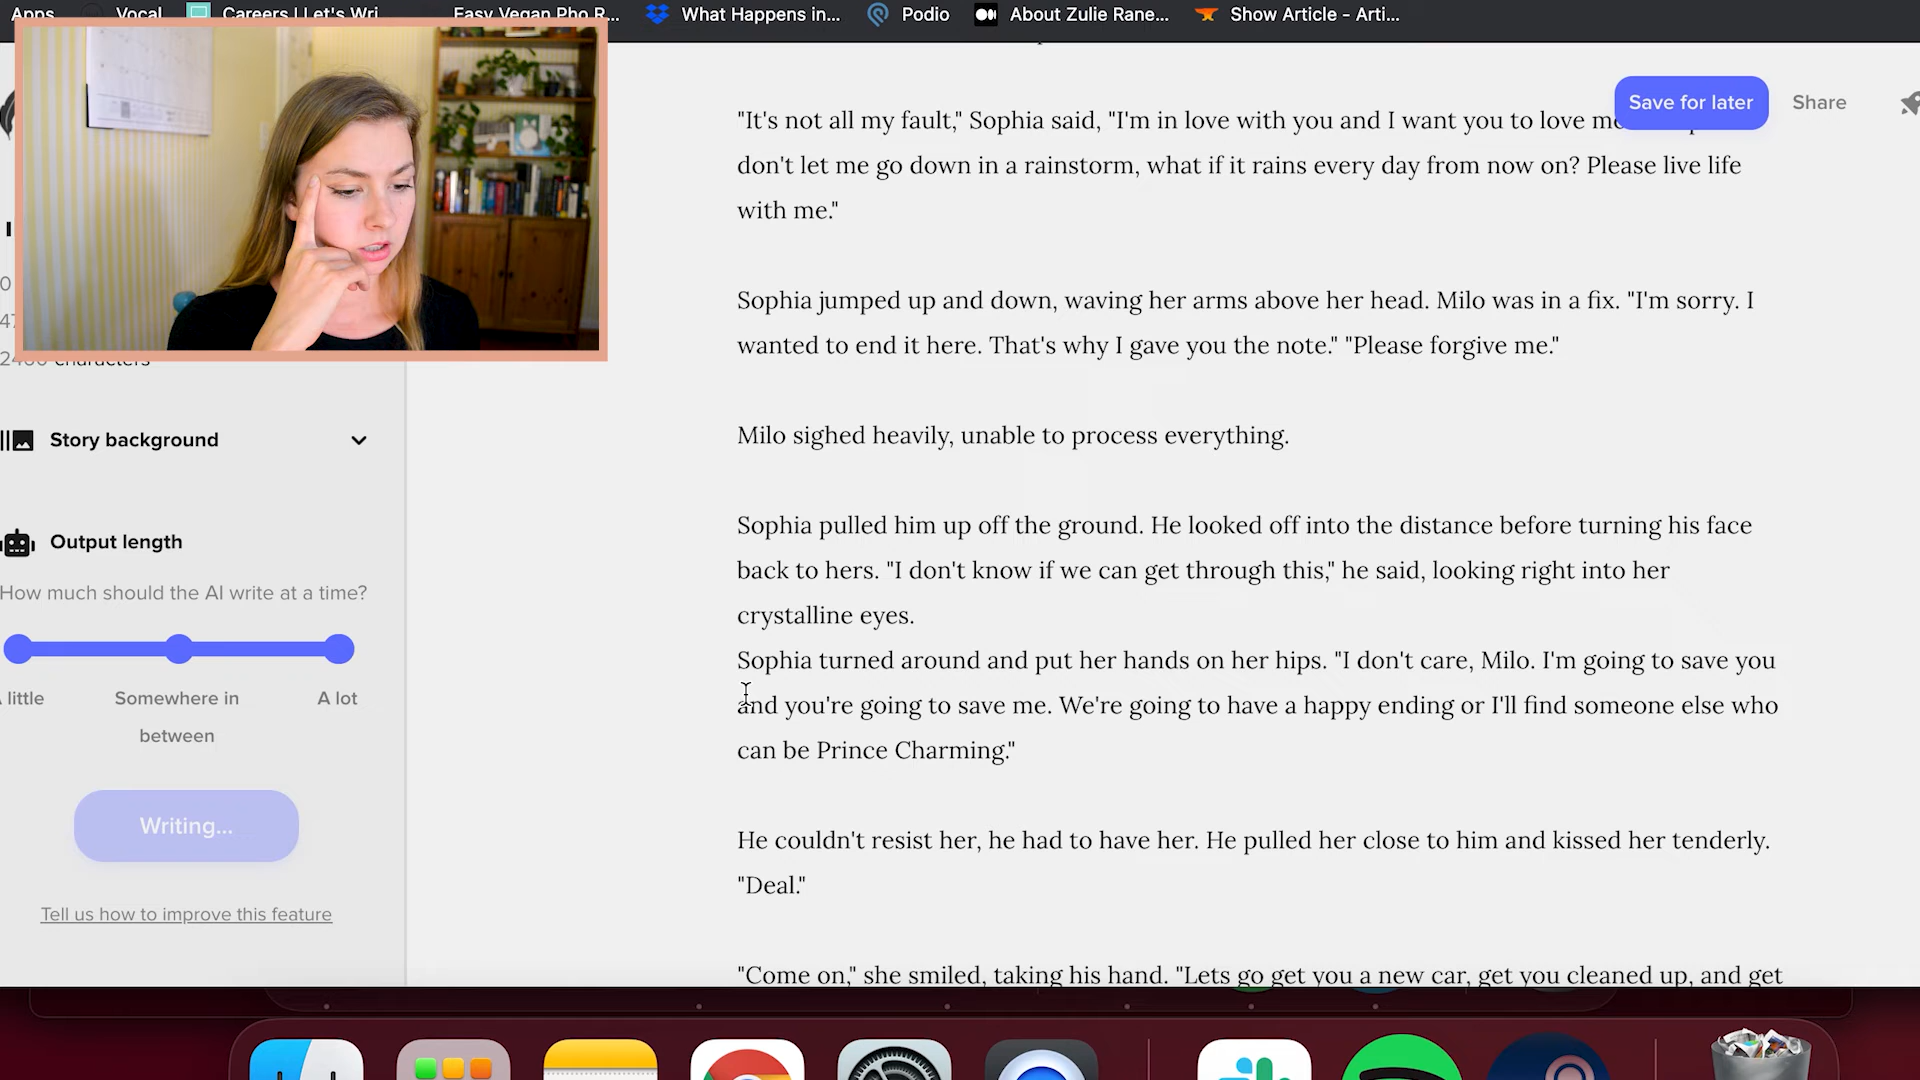 Apps Vocal Careers | Let's Wri... Easy Vegan Pho R... What Happens in... Podio About Zulie Rane... Show Article - Arti...
Save for later Share
"It's not all my fault," Sophia said, "I'm in love with you and I want you to love
don't let me go down in a rainstorm, what if it rains every day from now on? Please live life
with me."
Sophia jumped up and down, waving her arms above her head. Milo was in a fix. "I'm sorry. I
wanted to end it here. That's why I gave you the note." "Please forgive me."
characters
Milo sighed heavily, unable to process everything.
Story background
Sophia pulled him up off the ground. He looked off into the distance before turning his face
back to hers. "I don't know if we can get through this," he said, looking right into her
crystalline eyes.
Output length
How much should the AI write at a time?
little Somewhere in between A lot
Sophia turned around and put her hands on her hips. "I don't care, Milo. I'm going to save you
and you're going to save me. We're going to have a happy ending or I'll find someone else who
can be Prince Charming."
Writing...
He couldn't resist her, he had to have her. He pulled her close to him and kissed her tenderly.
"Deal."
Tell us how to improve this feature
"Come on," she smiled, taking his hand. "Lets go get you a new car, get you cleaned up, and get